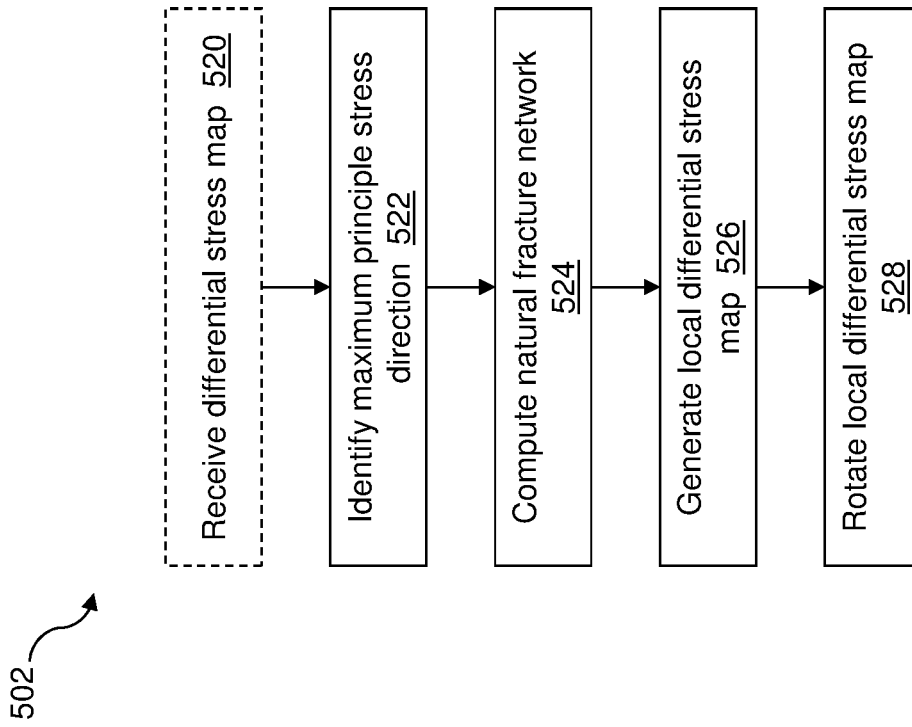 502
Receive differential stress map 520
Identify maximum principle stress
direction 522
Compute natural fracture network
524
Generate local differential stress
map 526
Rotate local differential stress map
528